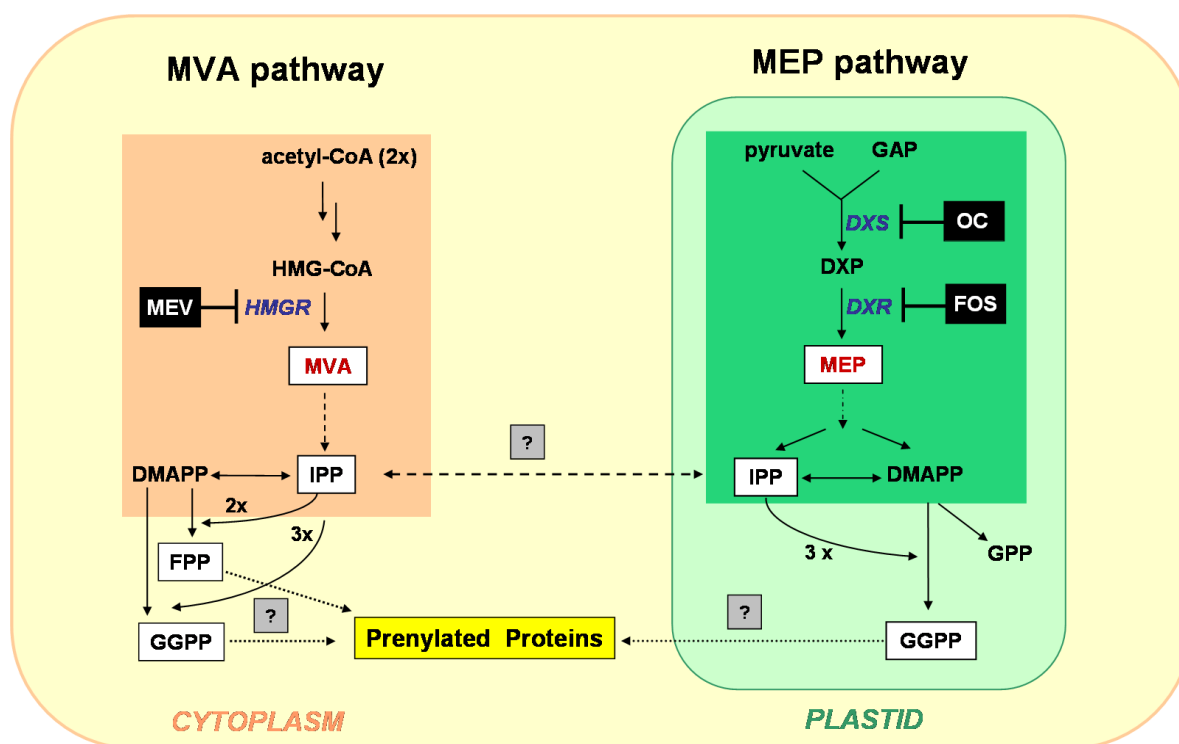 MVA pathway
MEP pathway
acetyl-CoA (2x)
HMG-CoA
MEV
HMGR
MVA
DMAPP
IPP
2x
3x
FPP
GGPP
?
?
Prenylated Proteins
CYTOPLASM
pyruvate
GAP
DXS
OC
DXP
DXR
FOS
MEP
IPP
DMAPP
3 x
GPP
?
GGPP
PLASTID